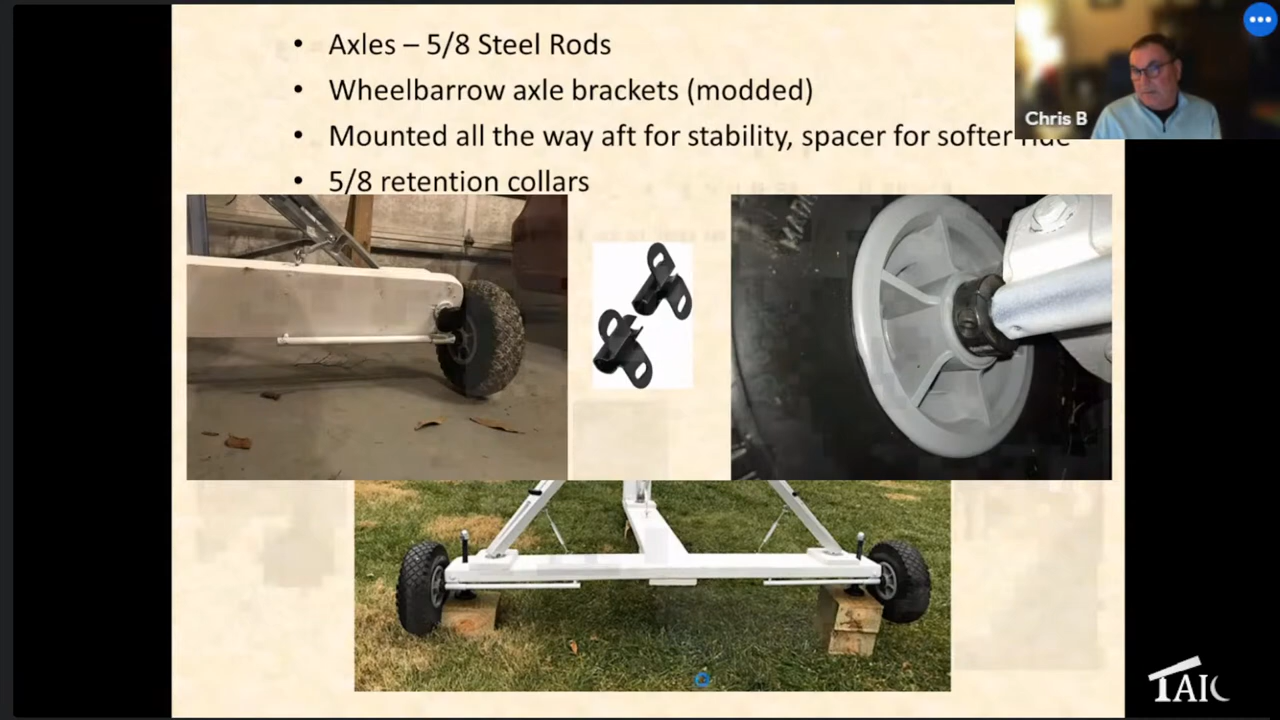 Axles – 5/8 Steel Rods
Wheelbarrow axle brackets (modded)
Mounted all the way aft for stability, spacer for softer ride
5/8 retention collars
Chris B
TAIC